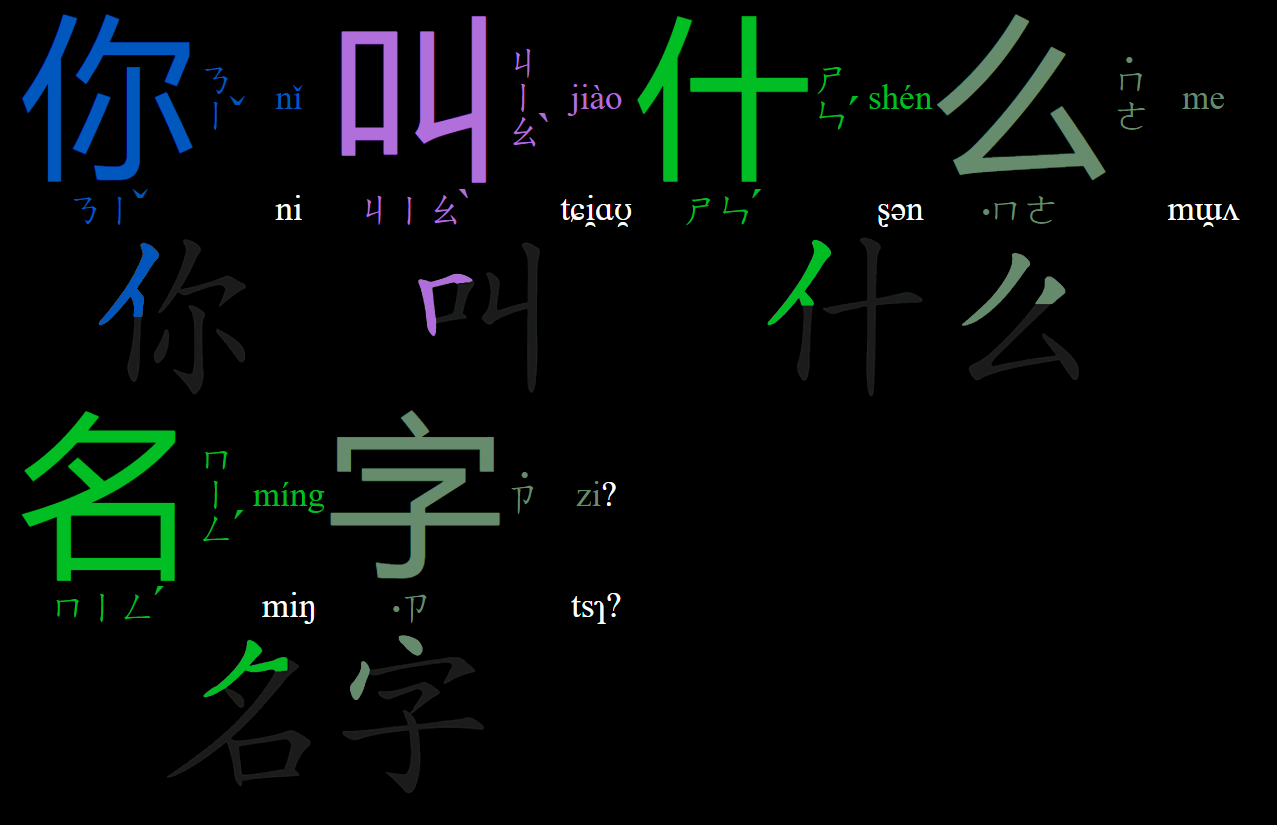 你 ㄋㄧˇ nǐ 叫 ㄐㄧㄠˋ jiào 什 ㄕㄣˊ shén 么 ˙ㄇㄜ me
ㄋㄧˇ ni ㄐㄧㄠˋ tɕi̯ɑʊ̯ ㄕㄣˊ ʂən ˙ㄇㄜ mɯ̯ʌ
你 叫 什 么
名 ㄇㄧㄥˊ míng 字 ˙ㄗ zi?
ㄇㄧㄥˊ miŋ ˙ㄗ tsɿ?
名 字